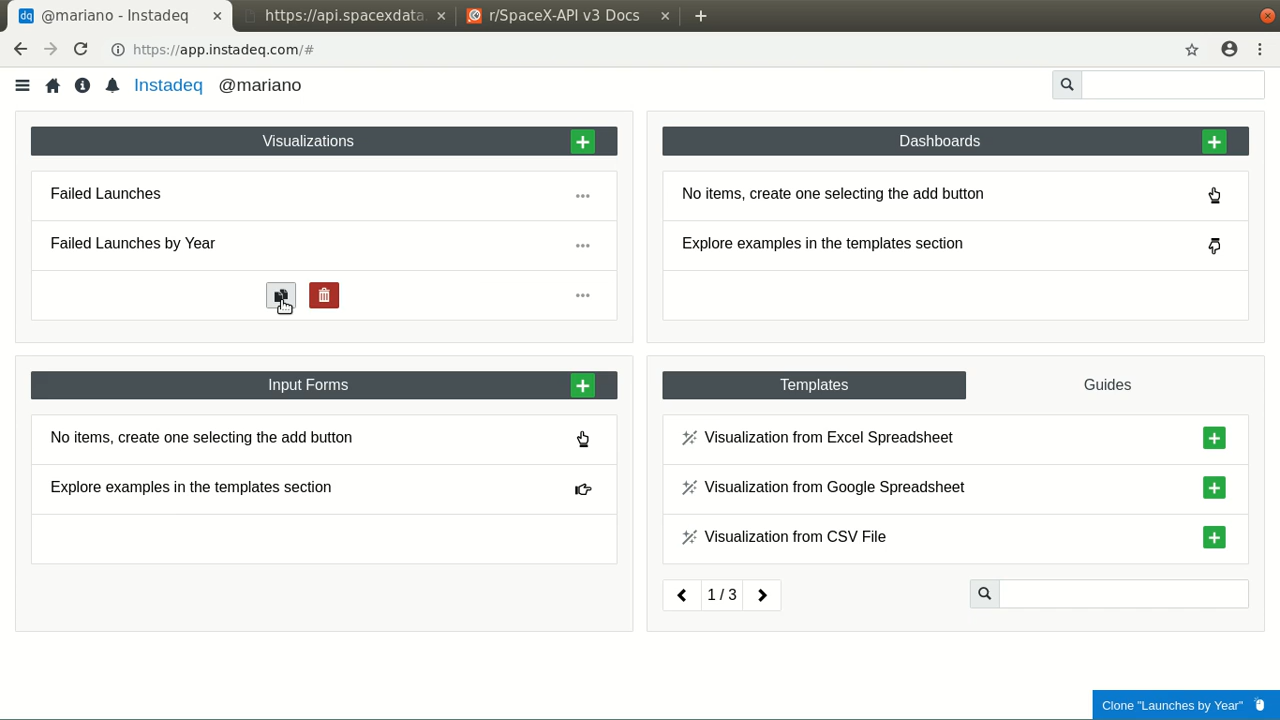 @mariano - Instadeq
https://api.spacexdata.
r/SpaceX-API v3 Docs
https://app.instadeq.com/#
Instadeq @mariano
Visualizations
Failed Launches
Failed Launches by Year
Dashboards
No items, create one selecting the add button
Explore examples in the templates section
Input Forms
No items, create one selecting the add button
Explore examples in the templates section
Templates
Guides
Visualization from Excel Spreadsheet
Visualization from Google Spreadsheet
Visualization from CSV File
1 / 3
Clone "Launches by Year"